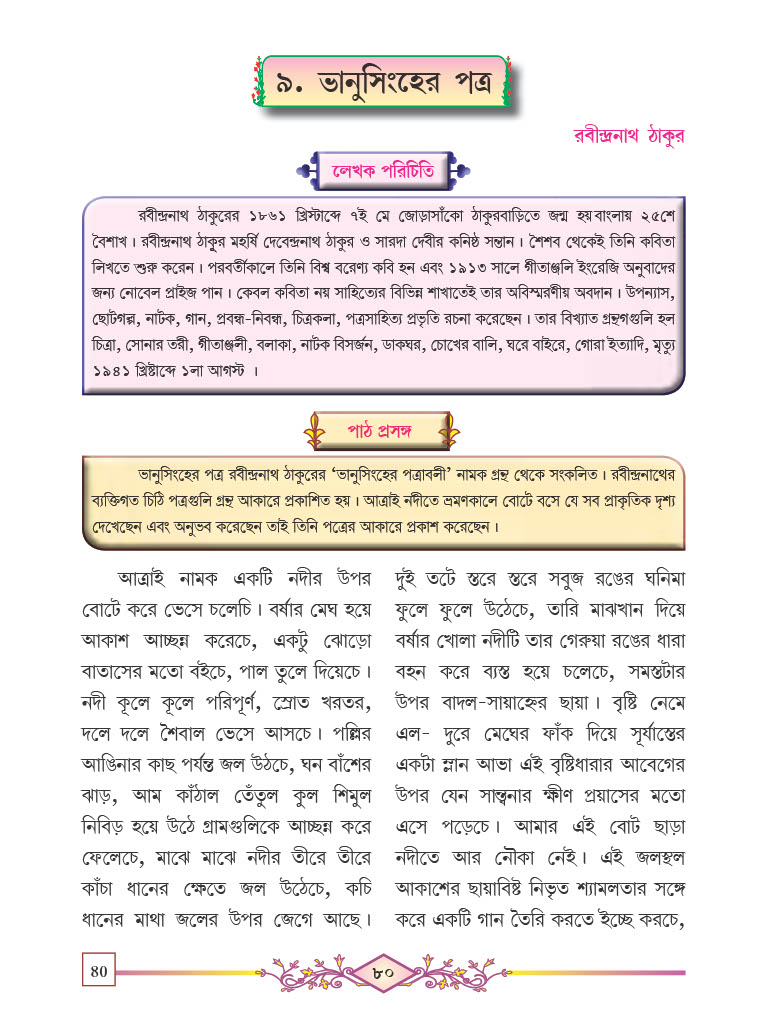 ৯. ভানুসিংহের পত্র
রবীন্দ্রনাথ ঠাকুর
লেখক পরিচিতি
রবীন্দ্রনাথ ঠাকুরের ১৮৬১ খ্রিস্টাব্দে ৭ই মে জোড়াসাঁকো ঠাকুরবাড়িতে জন্ম হয়বাংলায় ২৫শে
বৈশাখ। রবীন্দ্রনাথ ঠাকুূর মহর্ষি দেবেন্দ্রনাথ ঠাকুর ও সারদা দেবীর কনিষ্ঠ সন্তান। শৈশব থেকেই তিনি কবিতা
লিখতে শুরু করেন। পরবর্তীকালে তিনি বিশ্ব বরেণ্য কবি হন এবং ১৯১৩ সালে গীতাঞ্জলি ইংরেজি অনুবাদের
জন্য নোবেল প্রাইজ পান। কেবল কবিতা নয় সাহিত্যের বিভিন্ন শাখাতেই তার অবিস্মরণীয় অবদান। উপন্যাস,
ছোটগল্প, নাটক, গান, প্রবন্ধ-নিবন্ধ, চিত্রকলা, পত্রসাহিত্য প্রভৃতি রচনা করেছেন। তার বিখ্যাত গ্রন্থগগুলি হল
চিত্রা, সোনার তরী, গীতাঞ্জলী, বলাকা, নাটক বিসর্জন, ডাকঘর, চোখের বালি, ঘরে বাইরে, গোরা ইত্যাদি, মৃত্যু
১৯৪১ খ্রিষ্টাব্দে ১লা আগস্ট ।
পাঠ প্রসঙ্গ
ভানুসিংহের পত্র রবীন্দ্রনাথ ঠাকুরের ‘ভানুসিংহের পত্রাবলী’ নামক গ্রন্থ থেকে সংকলিত। রবীন্দ্রনাথের
ব্যক্তিগত চিঠি পত্রগুলি গ্রন্থ আকারে প্রকাশিত হয়। আত্রাই নদীতে ভ্রমণকালে বোটে বসে যে সব প্রাকৃতিক দৃশ্য
দেখেছেন এবং অনুভব করেছেন তাই তিনি পত্রের আকারে প্রকাশ করেছেন।
আত্রাই নামক একটি নদীর উপর
বোটে করে ভেসে চলেচি। বর্ষার মেঘ হয়ে
আকাশ আচ্ছন্ন করেচে, একটু ঝোড়ো
বাতাসের মতো বইচে, পাল তুলে দিয়েচে।
নদী কূলে কূলে পরিপূর্ণ, স্রোত খরতর,
দলে দলে শৈবাল ভেসে আসচে। পল্লির
আঙিনার কাছ পর্যন্ত জল উঠচে, ঘন বাঁশের
ঝাড়, আম কাঁঠাল তেঁতুল কুল শিমুল
নিবিড় হয়ে উঠে গ্রামগুলিকে আচ্ছন্ন করে
ফেলেচে, মাঝে মাঝে নদীর তীরে তীরে
কাঁচা ধানের ক্ষেতে জল উঠেচে, কচি
ধানের মাথা জলের উপর জেগে আছে।
দুই তটে স্তরে স্তরে সবুজ রঙের ঘনিমা
ফুলে ফুলে উঠেচে, তারি মাঝখান দিয়ে
বর্ষার খোলা নদীটি তার গেরুয়া রঙের ধারা
বহন করে ব্যস্ত হয়ে চলেচে, সমস্তটার
উপর বাদল-সায়াহ্নের ছায়া। বৃষ্টি নেমে
এল- দুরে মেঘের ফাঁক দিয়ে সূর্যাস্তের
একটা ম্লান আভা এই বৃষ্টিধারার আবেগের
উপর যেন সান্ত্বনার ক্ষীণ প্রয়াসের মতো
এসে পড়েচে। আমার এই বোট ছাড়া
নদীতে আর নৌকা নেই। এই জলস্থল
আকাশের ছায়াবিষ্ট নিভৃত শ্যামলতার সঙ্গে
করে একটি গান তৈরি করতে ইচ্ছে করচে,
80
৮০